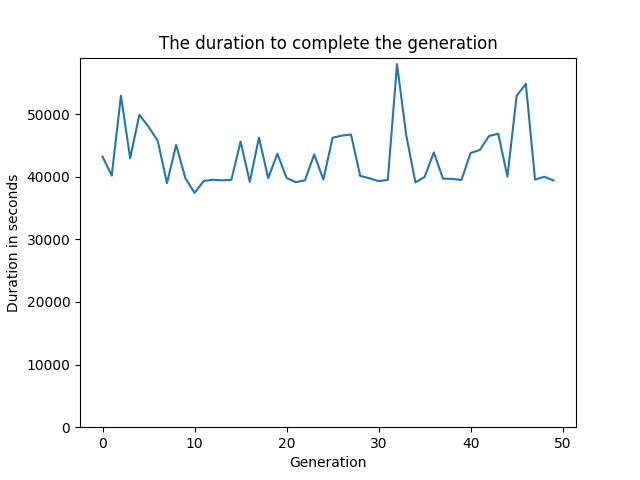 The duration to complete the generation
Duration in seconds
50000
40000
30000
20000
10000
0
0 10 20 30 40 50
Generation